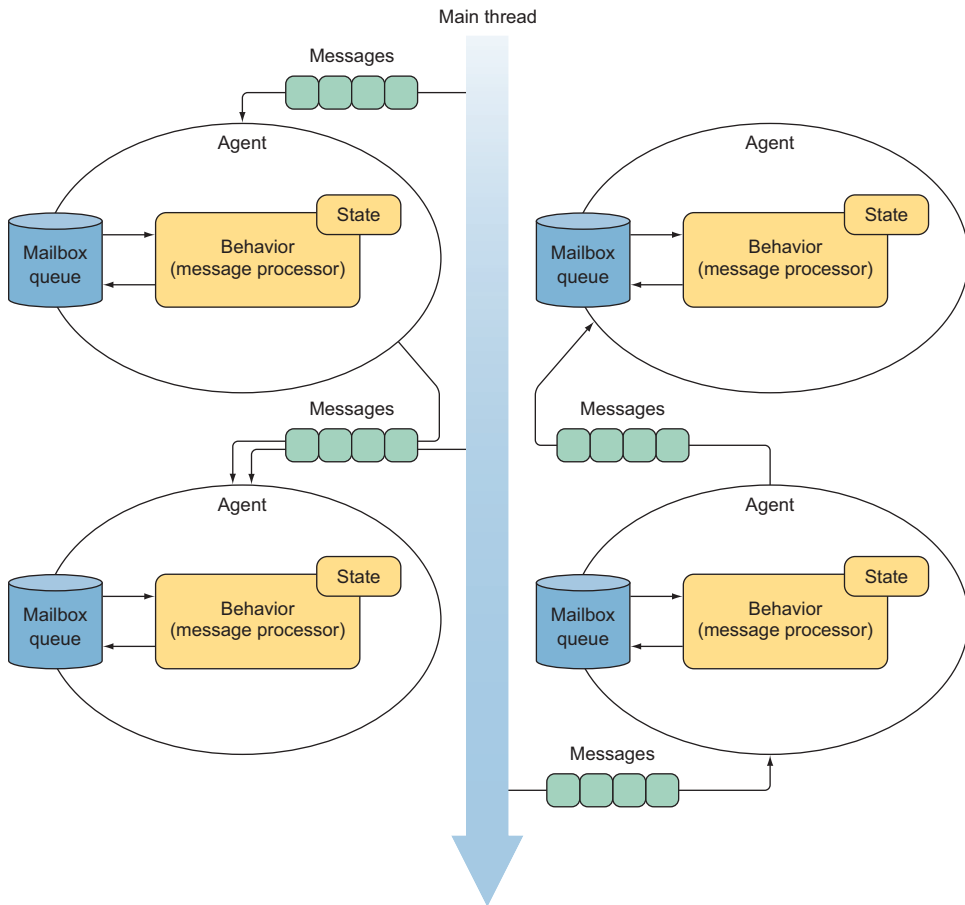 Main thread
Messages
Agent
State
Mailbox
queue
Behavior
(message processor)
Agent
State
Mailbox
queue
Behavior
(message processor)
Messages
Messages
Agent
State
Mailbox
queue
Behavior
(message processor)
Agent
State
Mailbox
queue
Behavior
(message processor)
Messages